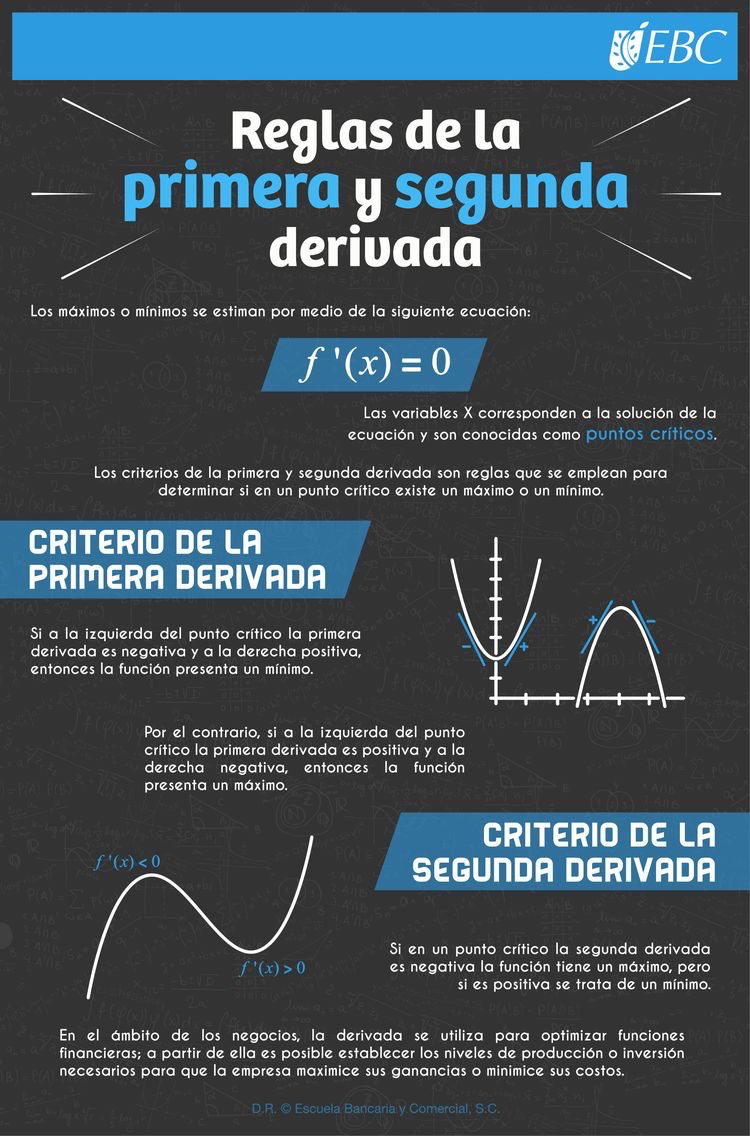 EBC
Reglas de la
primera y segunda
derivada
Los máximos o mínimos se estiman por medio de la siguiente ecuación:
f '(x) = 0
Las variables X corresponden a la solución de la
ecuación y son conocidas como puntos críticos.
Los criterios de la primera y segunda derivada son reglas que se emplean para
determinar si en un punto crítico existe un máximo o un mínimo.
CRITERIO DE LA
PRIMERA DERIVADA
Si a la izquierda del punto crítico la primera
derivada es negativa y a la derecha positiva,
entonces la función presenta un mínimo.
- + + -
Por el contrario, si a la izquierda del punto
crítico la primera derivada es positiva y a la
derecha negativa, entonces la función
presenta un máximo.
CRITERIO DE LA
SEGUNDA DERIVADA
f '(x) < 0
f '(x) > 0
Si en un punto crítico la segunda derivada
es negativa la función tiene un máximo, pero
si es positiva se trata de un mínimo.
En el ámbito de los negocios, la derivada se utiliza para optimizar funciones
financieras; a partir de ella es posible establecer los niveles de producción o inversión
necesarios para que la empresa maximice sus ganancias o minimice sus costos.
D.R. © Escuela Bancaria y Comercial, S.C.